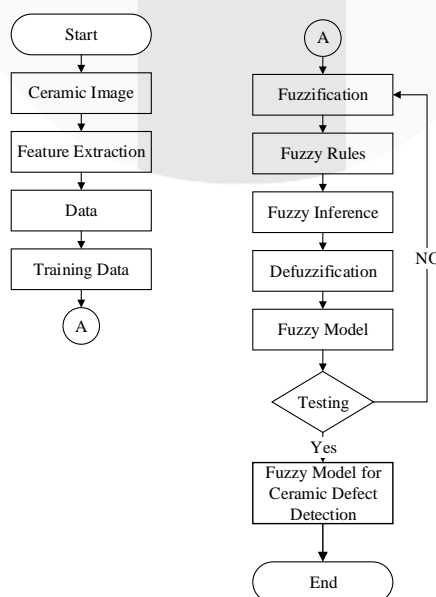 Start
Ceramic Image
Feature Extraction
Data
Training Data
A
A
Fuzzification
Fuzzy Rules
Fuzzy Inference
Defuzzification
Fuzzy Model
Testing
NO
Yes
Fuzzy Model for
Ceramic Defect
Detection
End